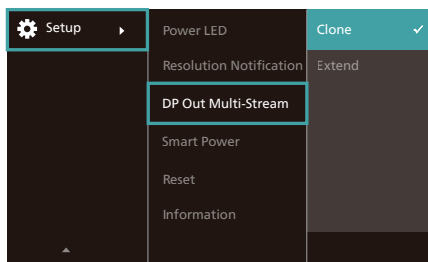 Setup
Power LED
Resolution Notification
DP Out Multi-Stream
Smart Power
Reset
Information
Clone
Extend